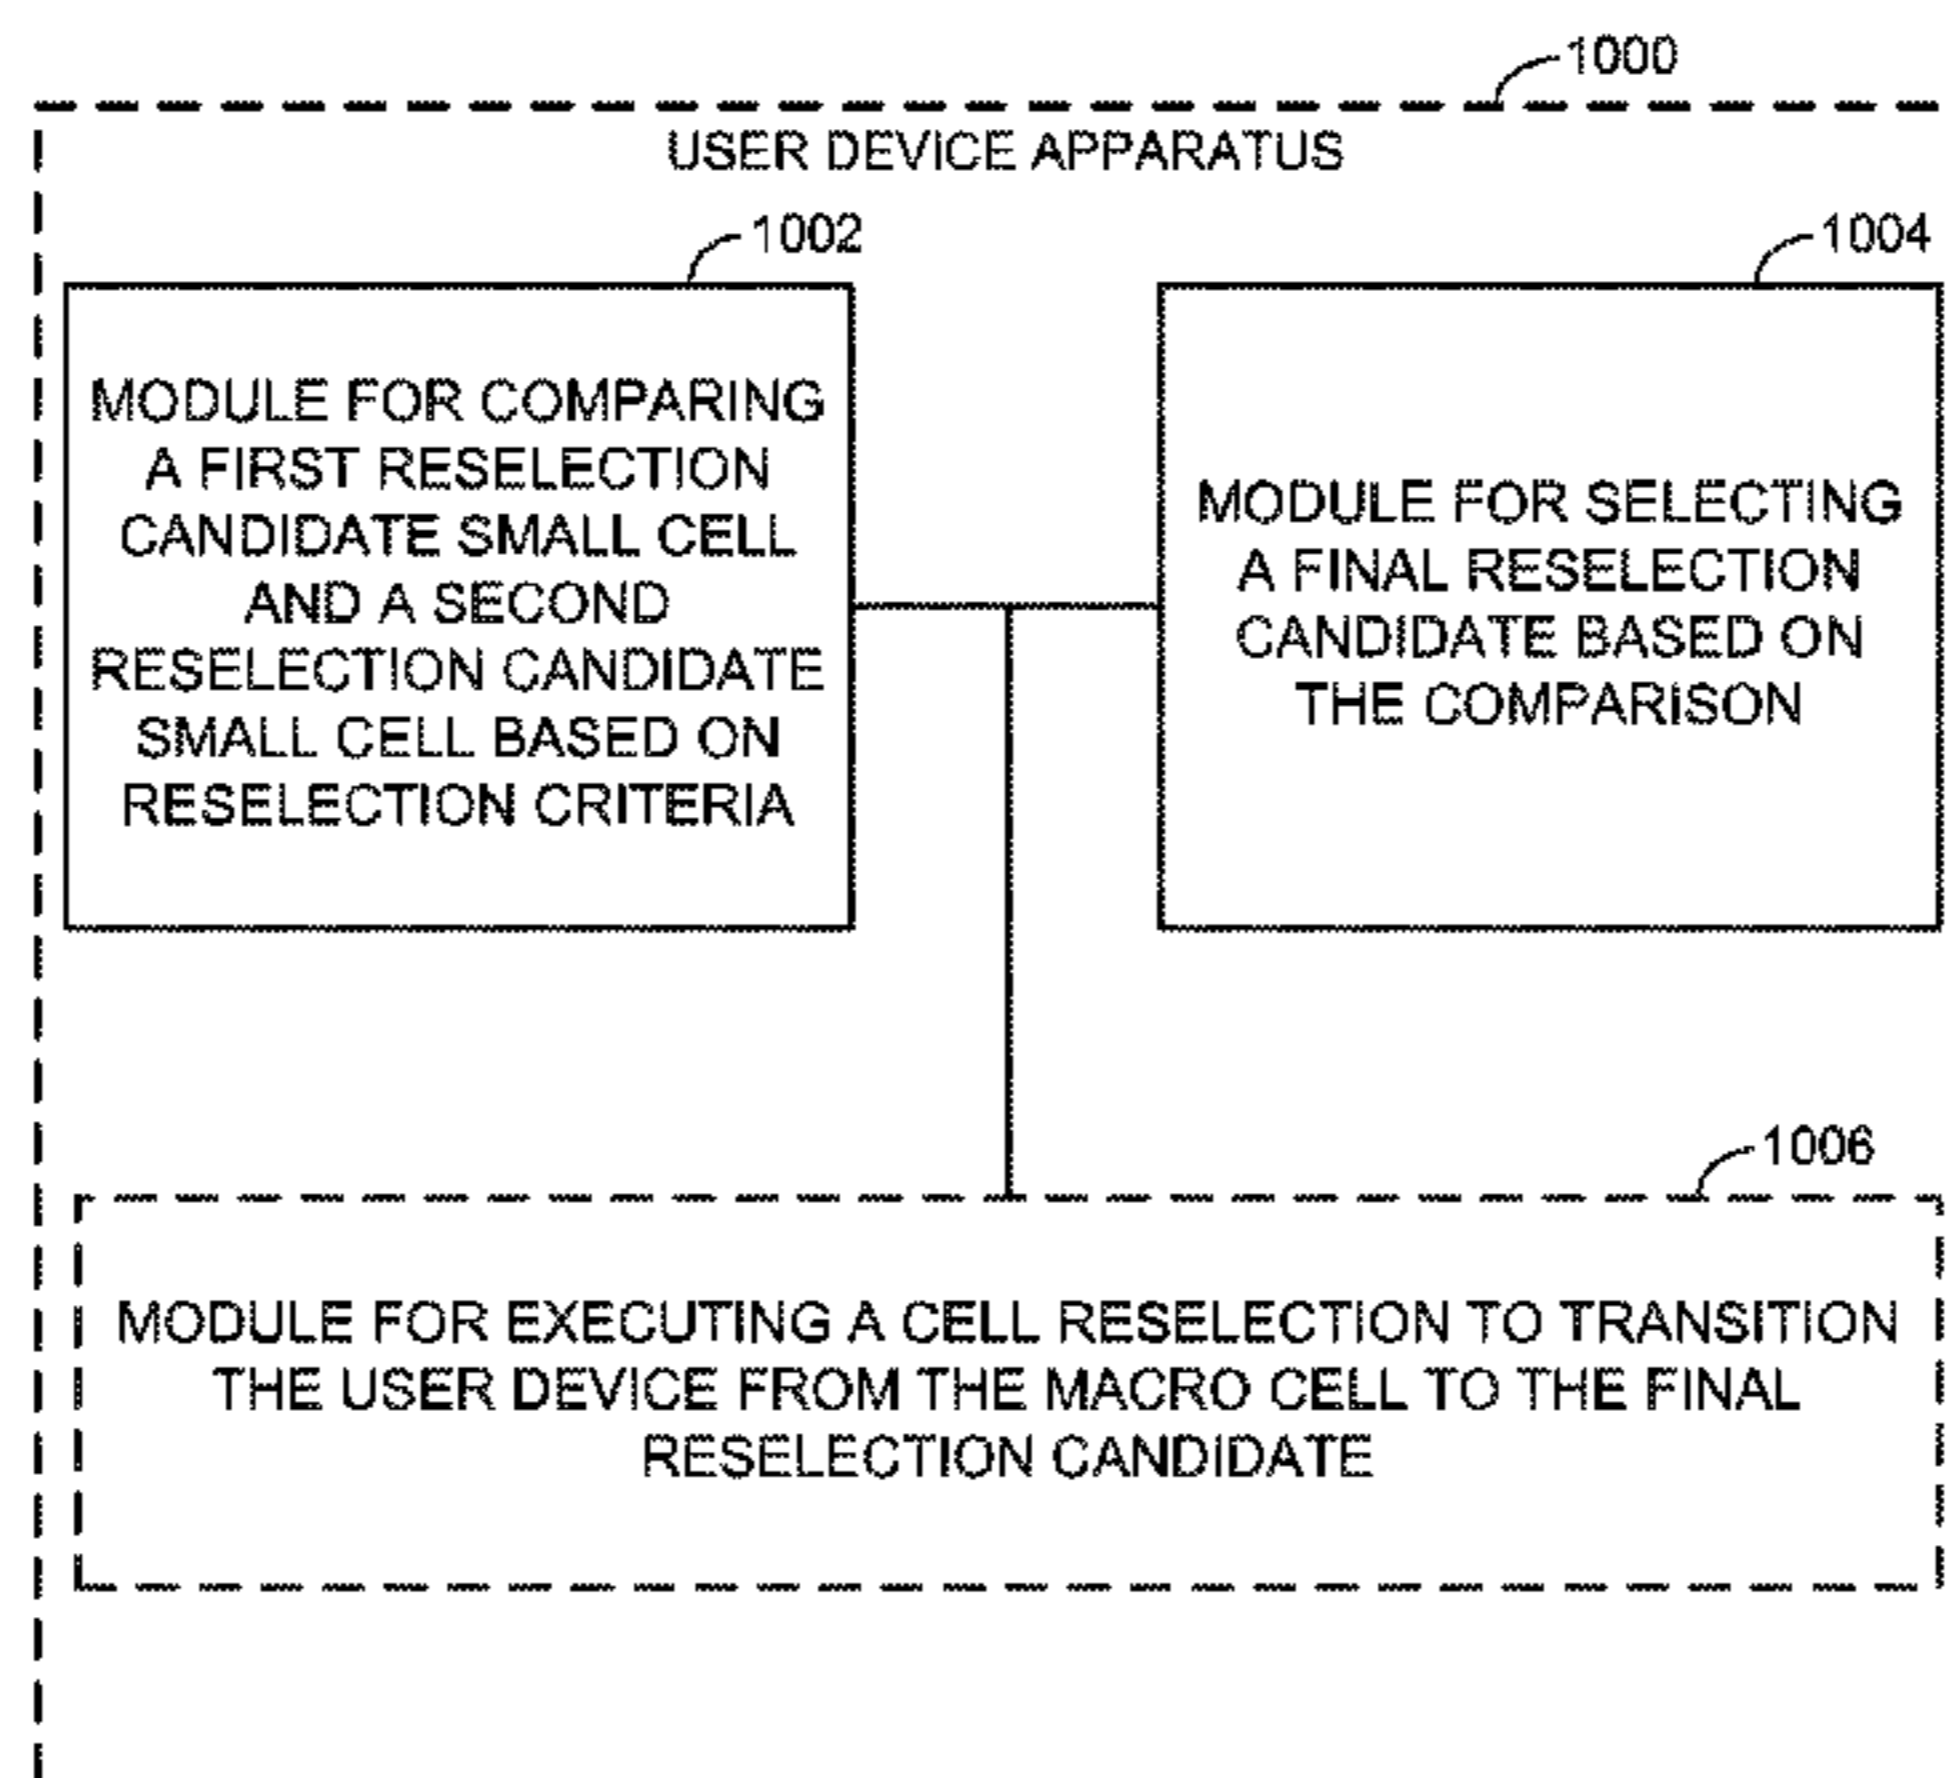 1000
USER DEVICE APPARATUS
1002
MODULE FOR COMPARING
A FIRST RESELECTION
CANDIDATE SMALL CELL
AND A SECOND
RESELECTION CANDIDATE
SMALL CELL BASED ON
RESELECTION CRITERIA
1004
MODULE FOR SELECTING
A FINAL RESELECTION
CANDIDATE BASED ON
THE COMPARISON
1006
MODULE FOR EXECUTING A CELL RESELECTION TO TRANSITION
THE USER DEVICE FROM THE MACRO CELL TO THE FINAL
RESELECTION CANDIDATE